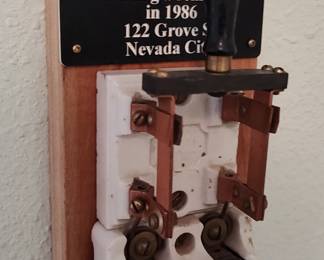 in 1986
122 Grove S
Nevada Cit